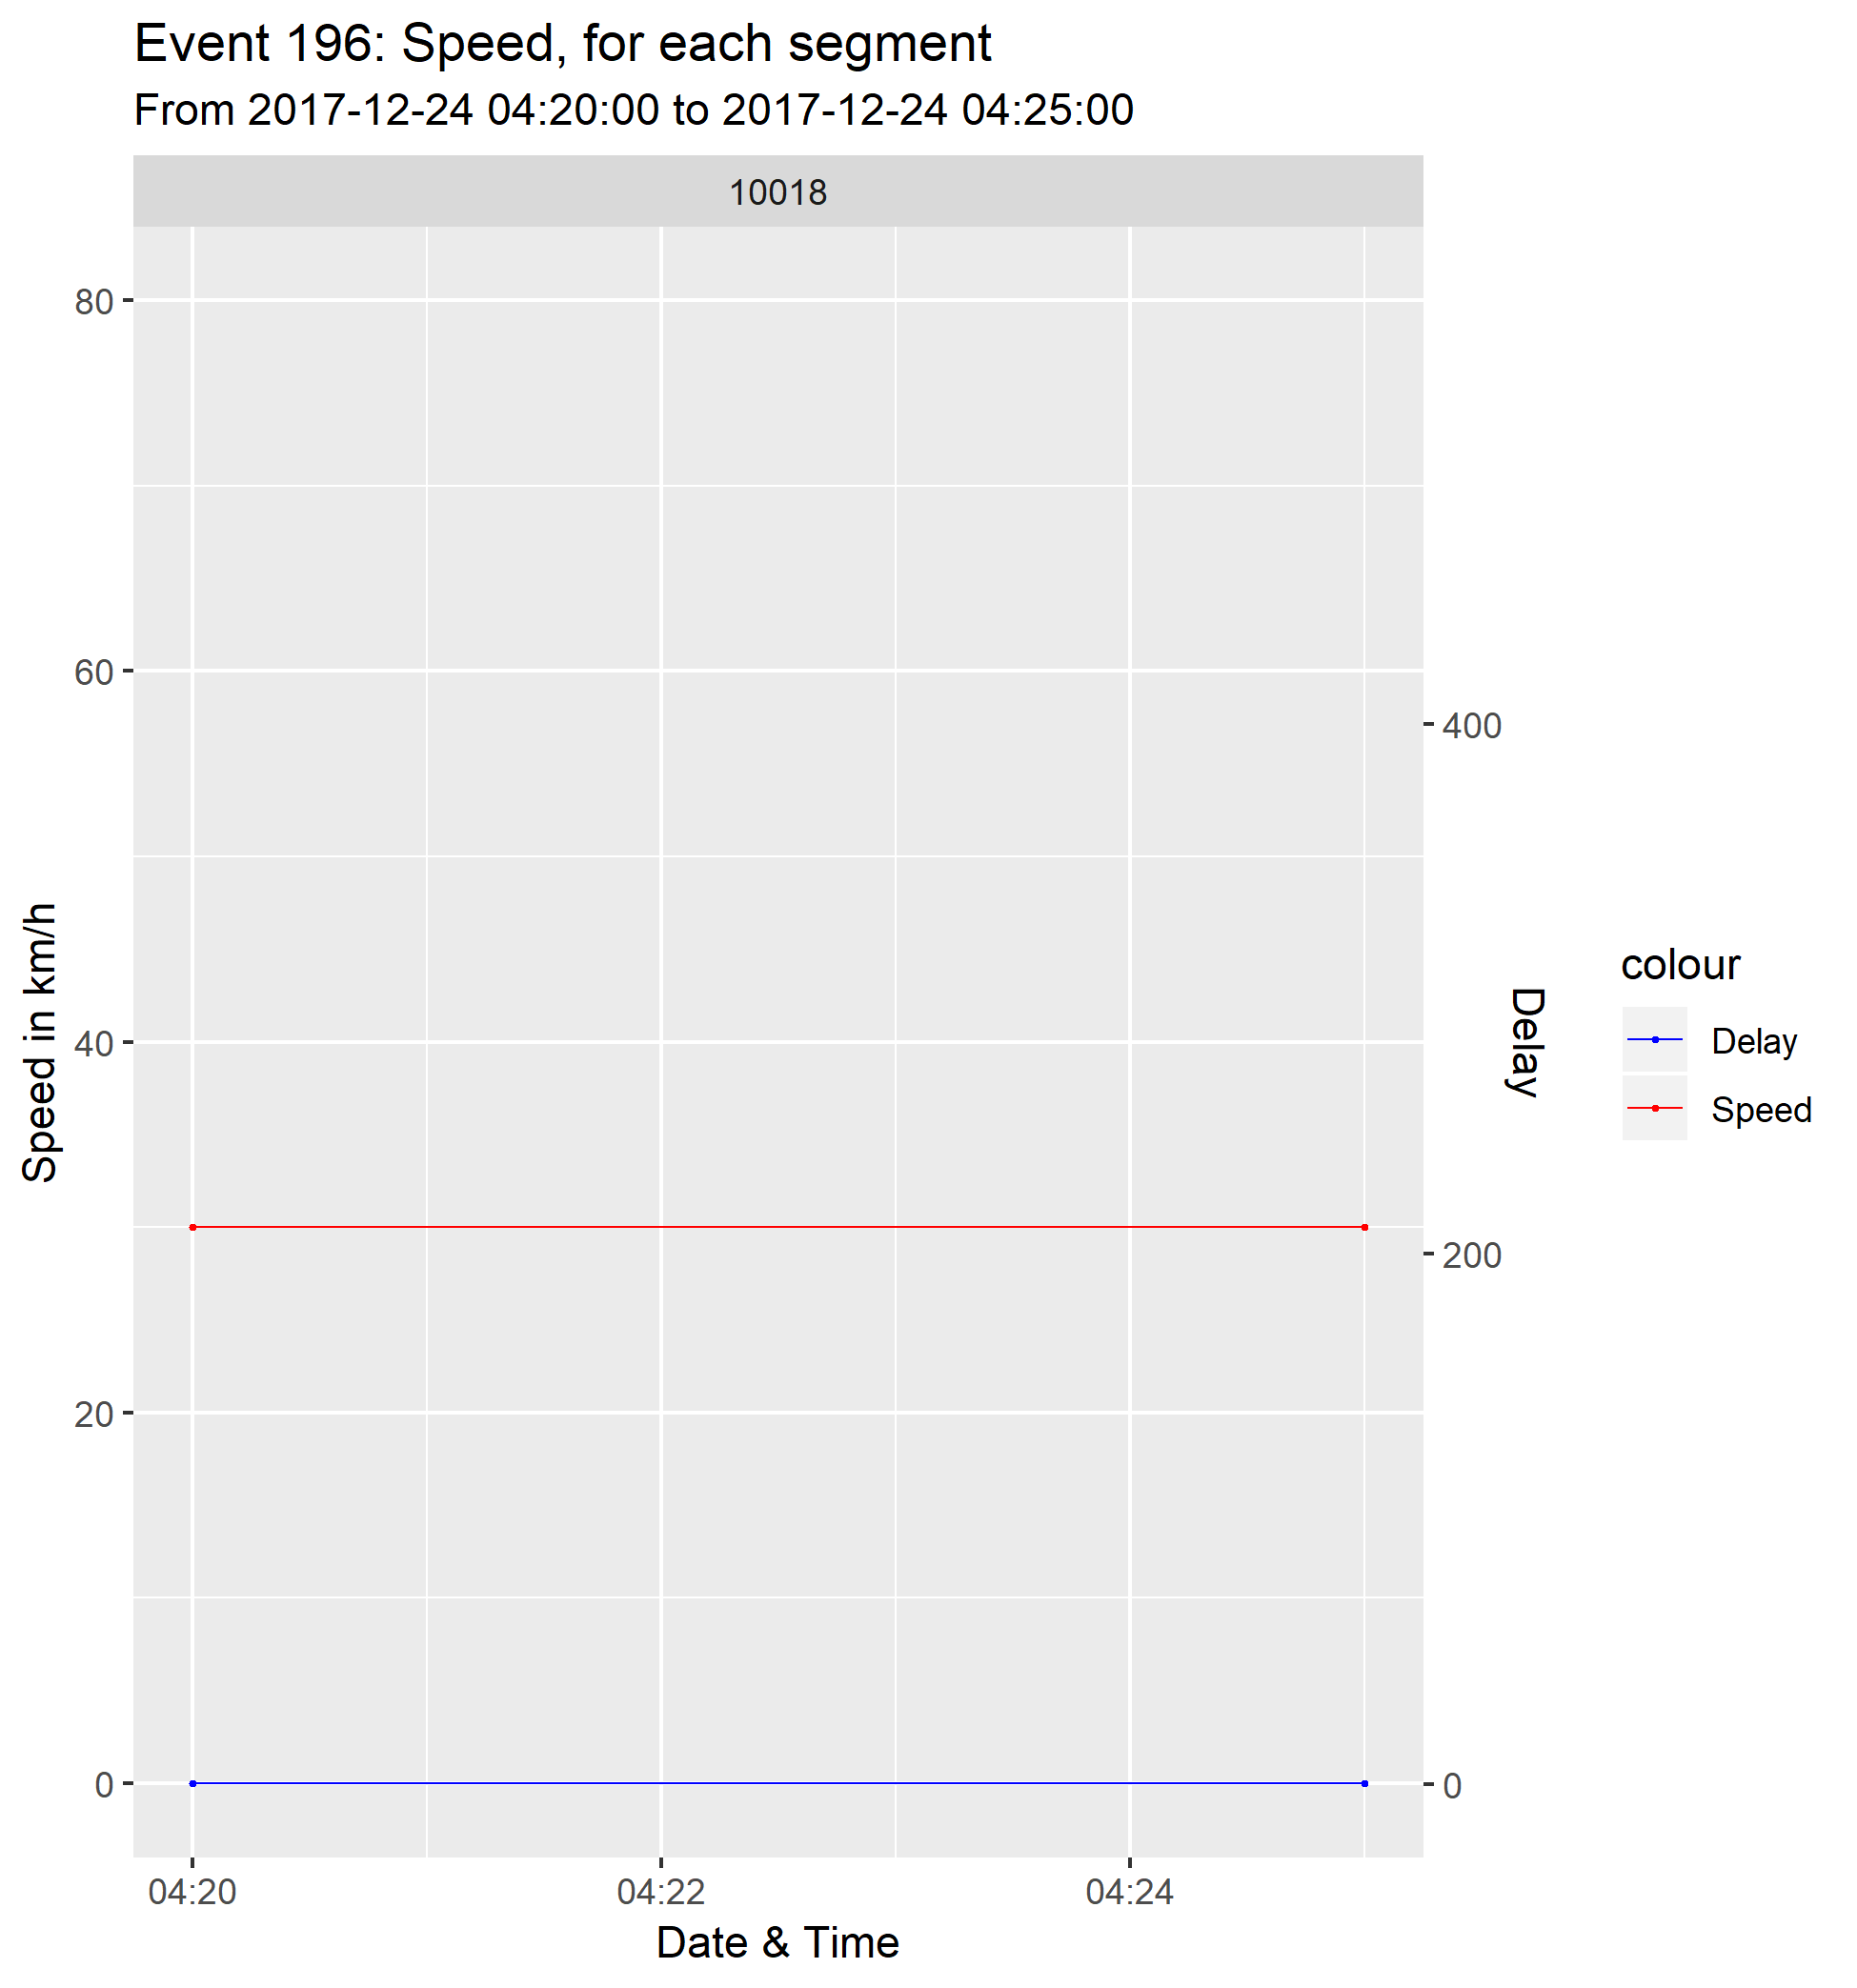 Event 196: Speed, for each segment
From 2017-12-24 04:20:00 to 2017-12-24 04:25:00
10018
80
60
40
20
0
Speed in km/h
400
200
0
Delay
04:20 04:22 04:24
Date & Time
colour
Delay
Speed